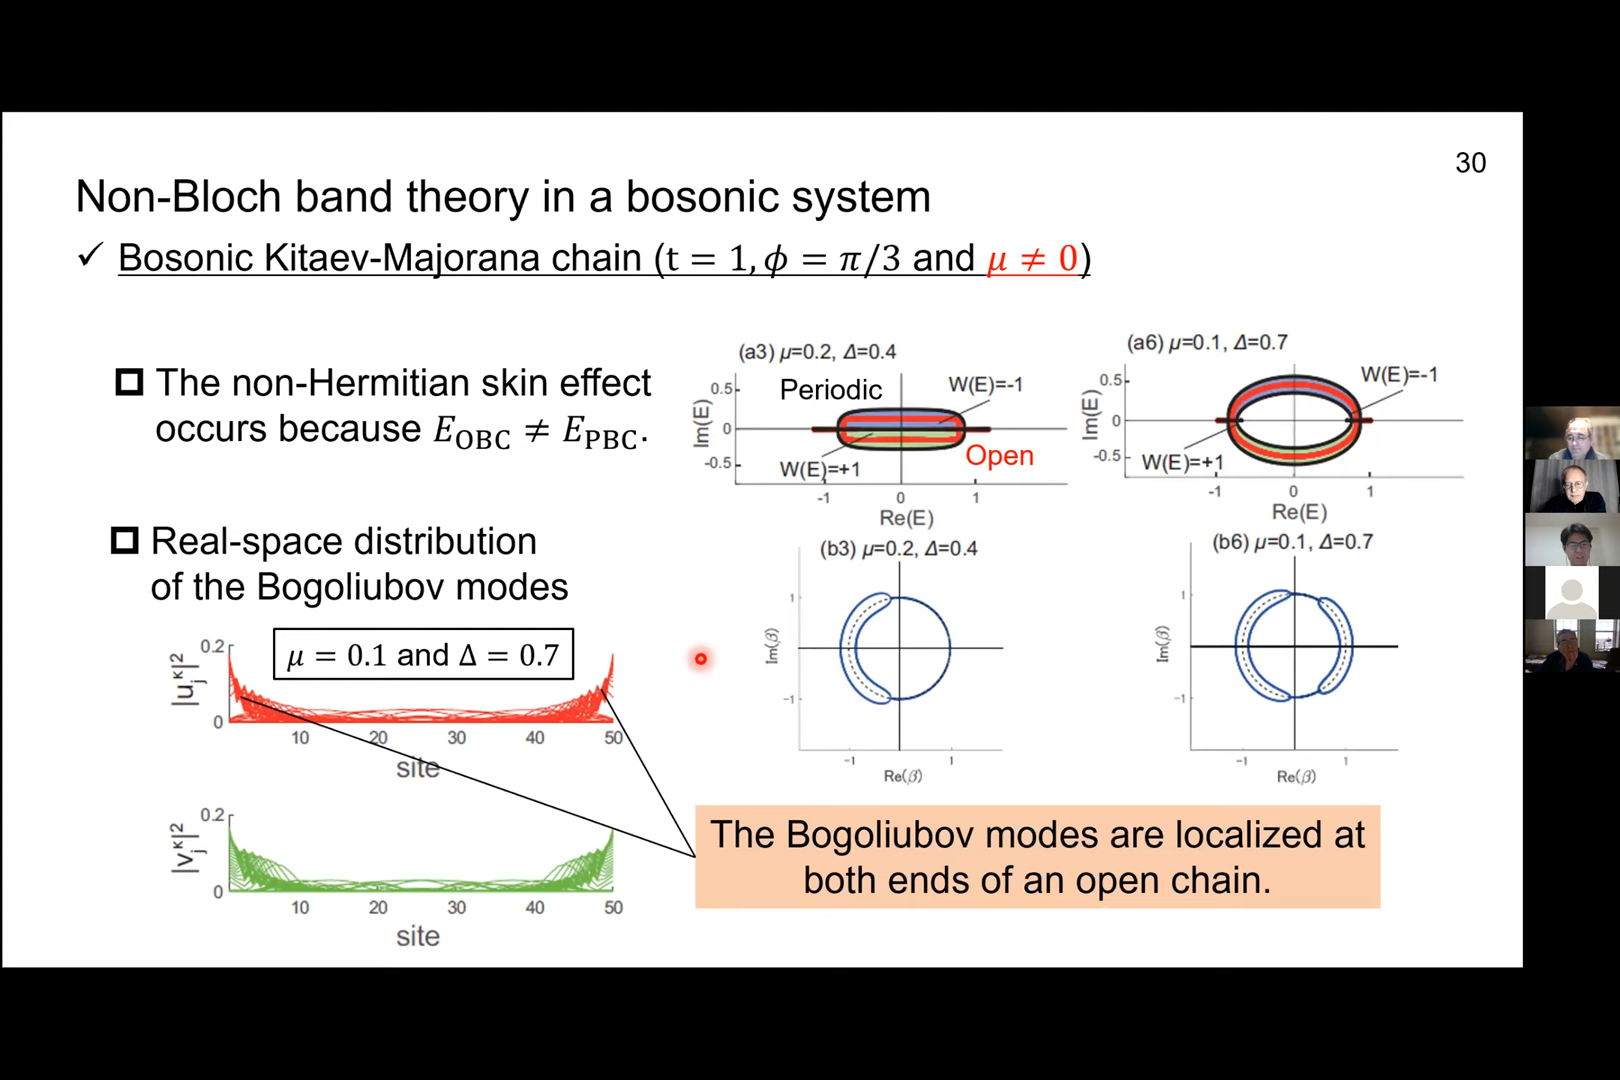 30
Non-Bloch band theory in a bosonic system
✓ Bosonic Kitaev-Majorana chain (t = 1, ϕ = π/3 and μ ≠ 0)
The non-Hermitian skin effect
occurs because E_OBC ≠ E_PBC.
Real-space distribution
of the Bogoliubov modes
μ = 0.1 and Δ = 0.7
|u_j^κ|²
0.2
0
10 20 30 40 50
site
|v_j^κ|²
0.2
0
10 20 30 40 50
site
(a3) μ=0.2, Δ=0.4
Periodic
W(E)=-1
W(E)=+1
Open
Im(E)
0.5
0
-0.5
-1 0 1
Re(E)
(a6) μ=0.1, Δ=0.7
W(E)=-1
W(E)=+1
Im(E)
0.5
0
-0.5
-1 0 1
Re(E)
(b3) μ=0.2, Δ=0.4
Im(β)
1
-1
-1 1
Re(β)
(b6) μ=0.1, Δ=0.7
Im(β)
1
-1
-1 1
Re(β)
The Bogoliubov modes are localized at
both ends of an open chain.